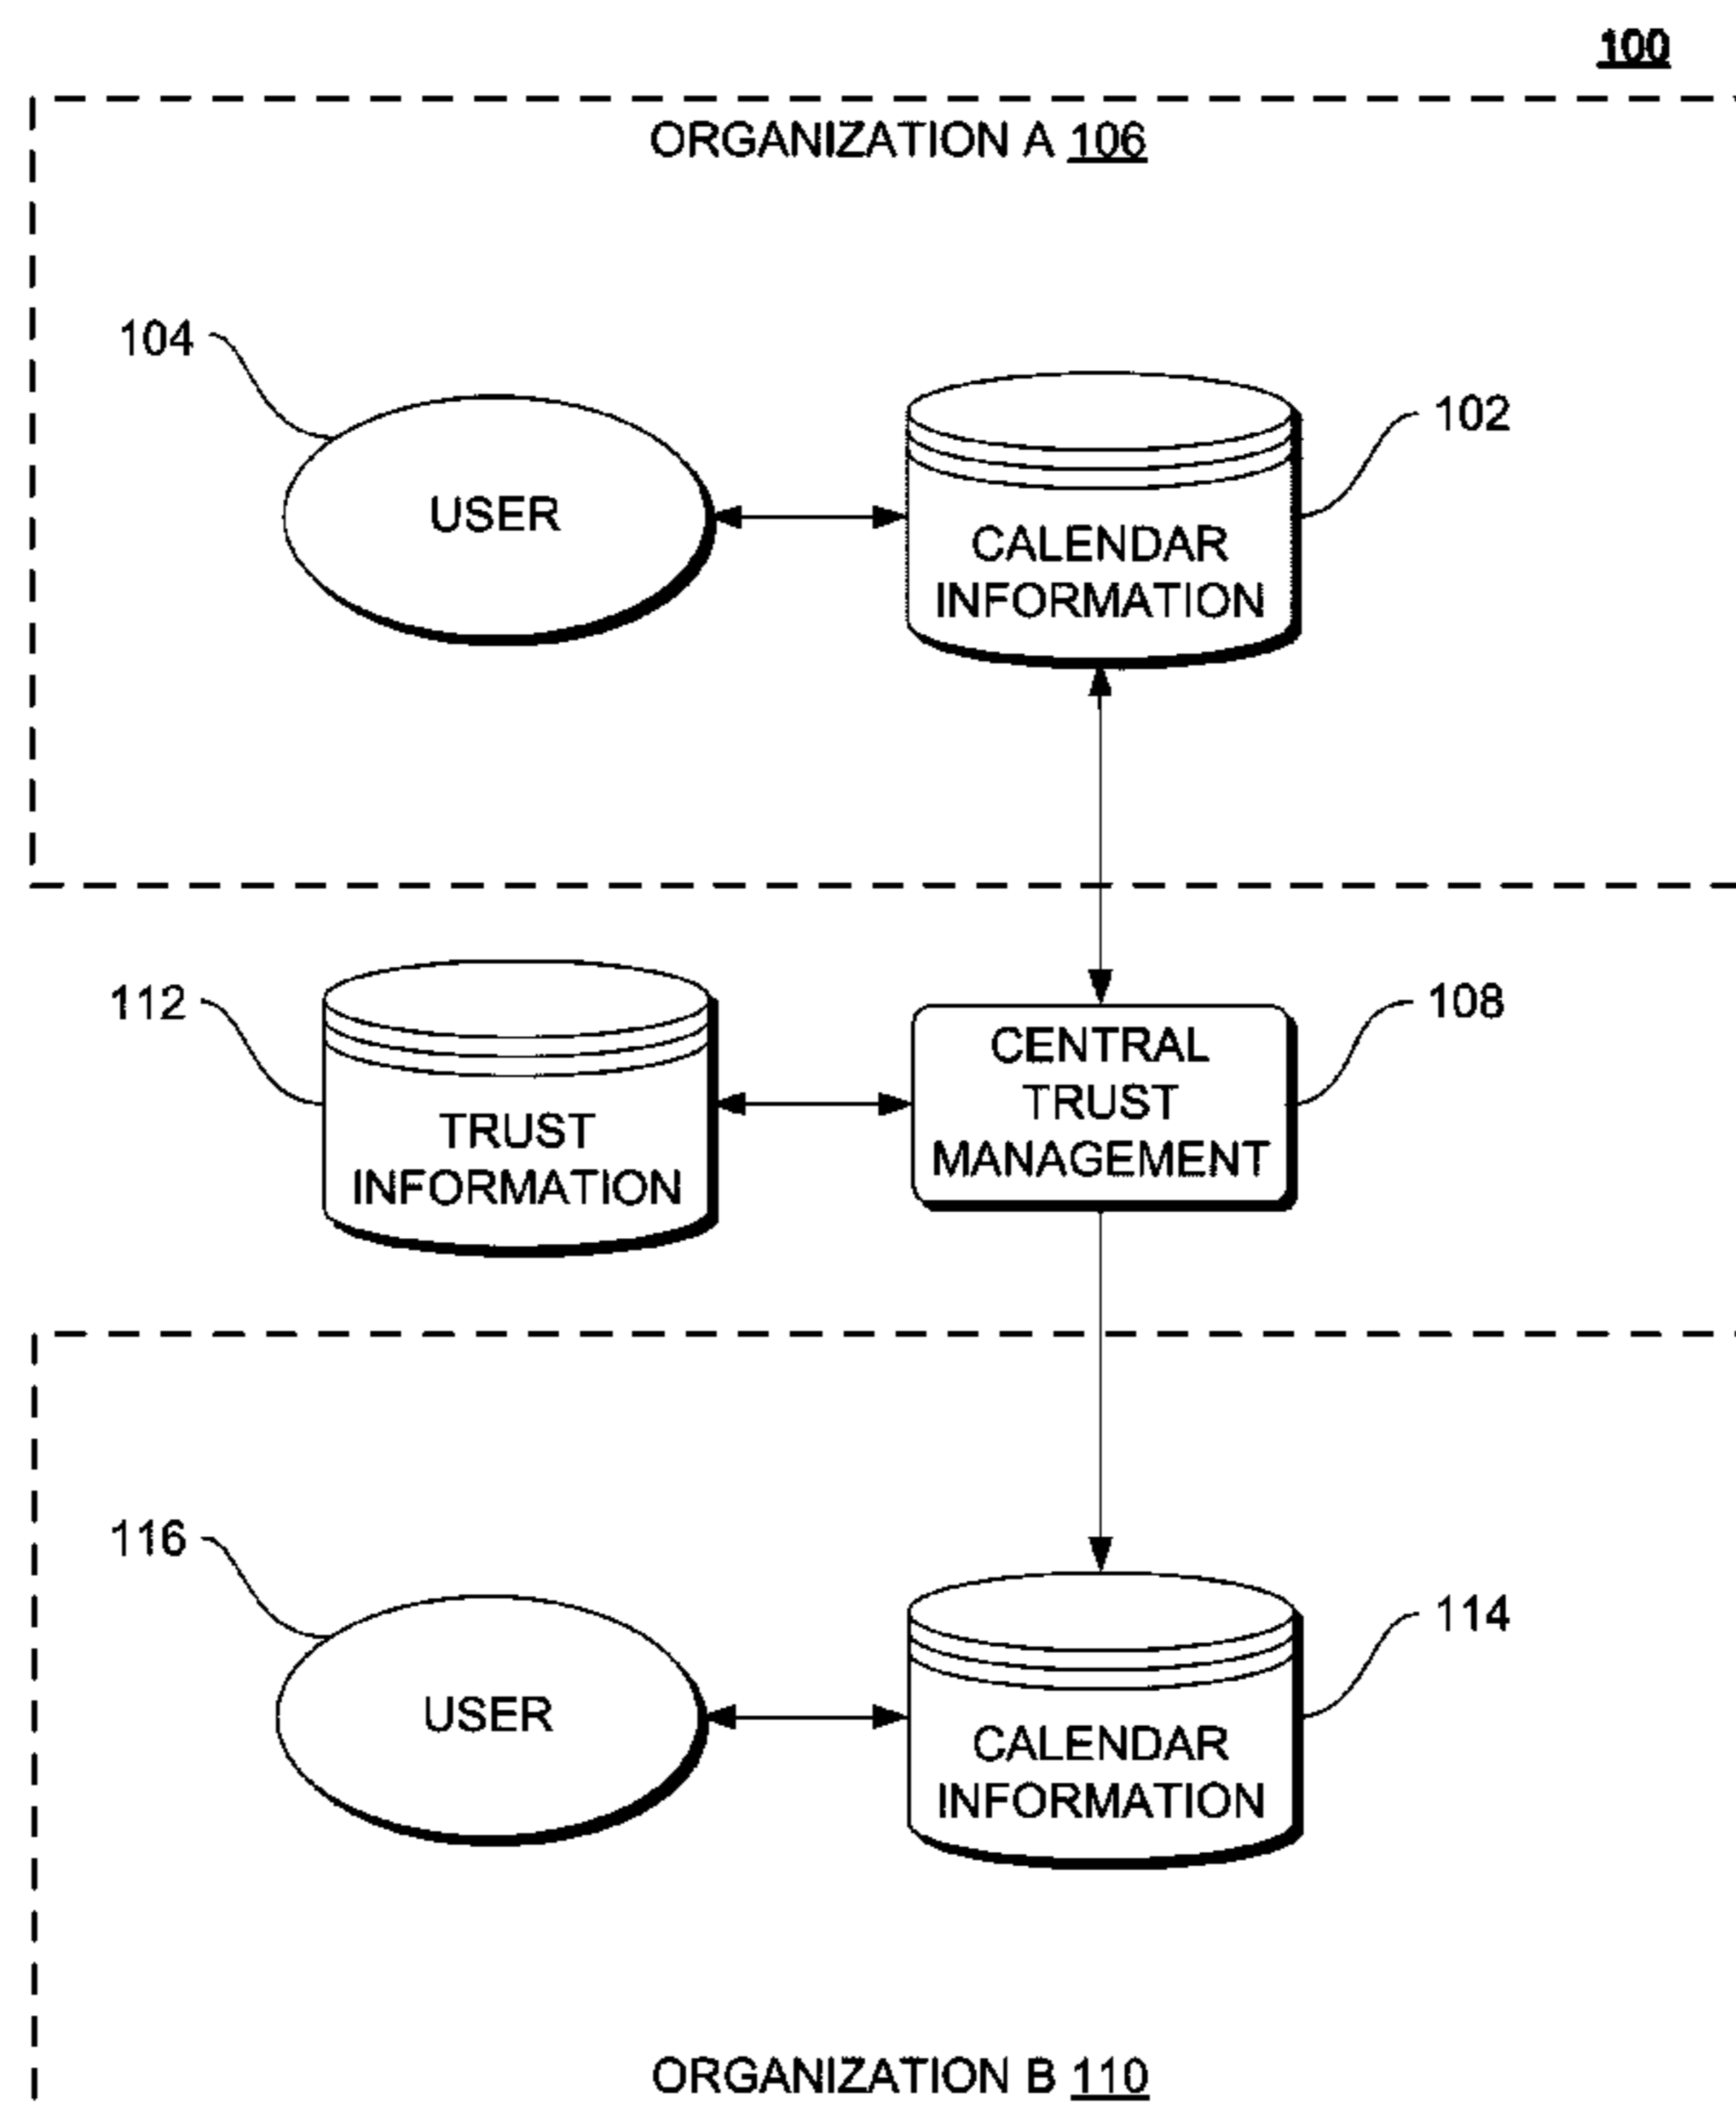 100
ORGANIZATION A 106
104
102
USER
CALENDAR
INFORMATION
112
108
CENTRAL
TRUST
MANAGEMENT
TRUST
INFORMATION
116
114
USER
CALENDAR
INFORMATION
ORGANIZATION B 110